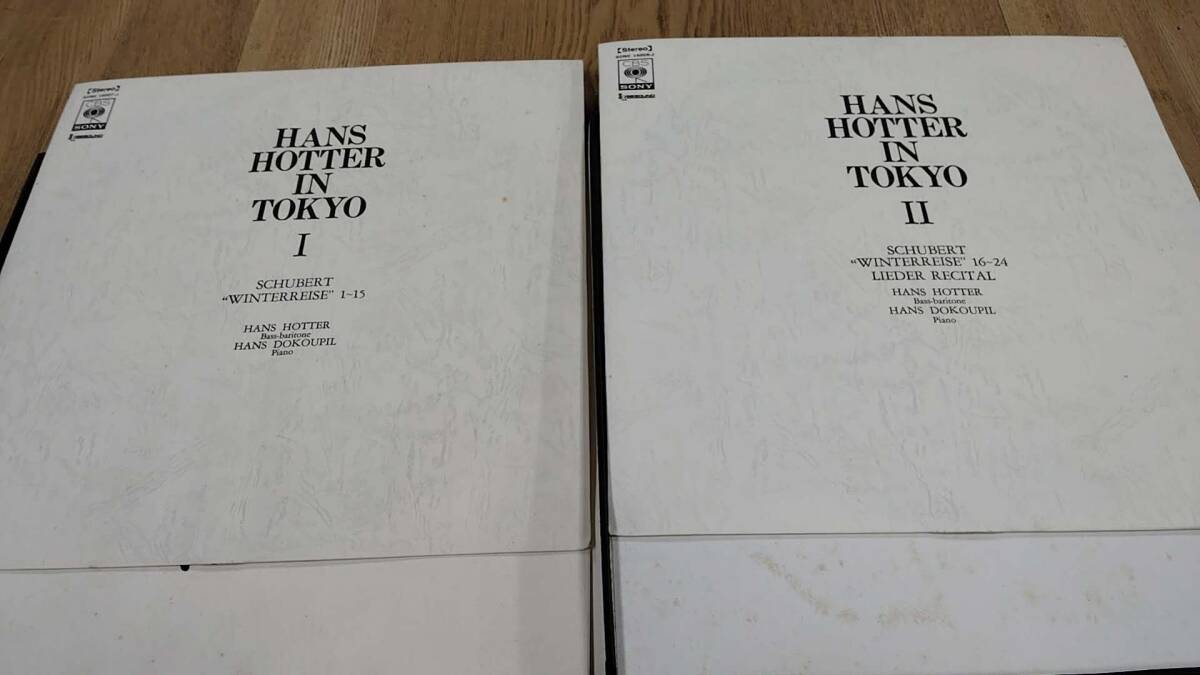 【Stereo】
CBS
SONY
HANS
HOTTER
IN
TOKYO
I
SCHUBERT
“WINTERREISE” 1~15
HANS HOTTER
Bass-baritone
HANS DOKOUPIL
Piano
【Stereo】
CBS
SONY
HANS
HOTTER
IN
TOKYO
II
SCHUBERT
“WINTERREISE” 16~24
LIEDER RECITAL
HANS HOTTER
Bass-baritone
HANS DOKOUPIL
Piano